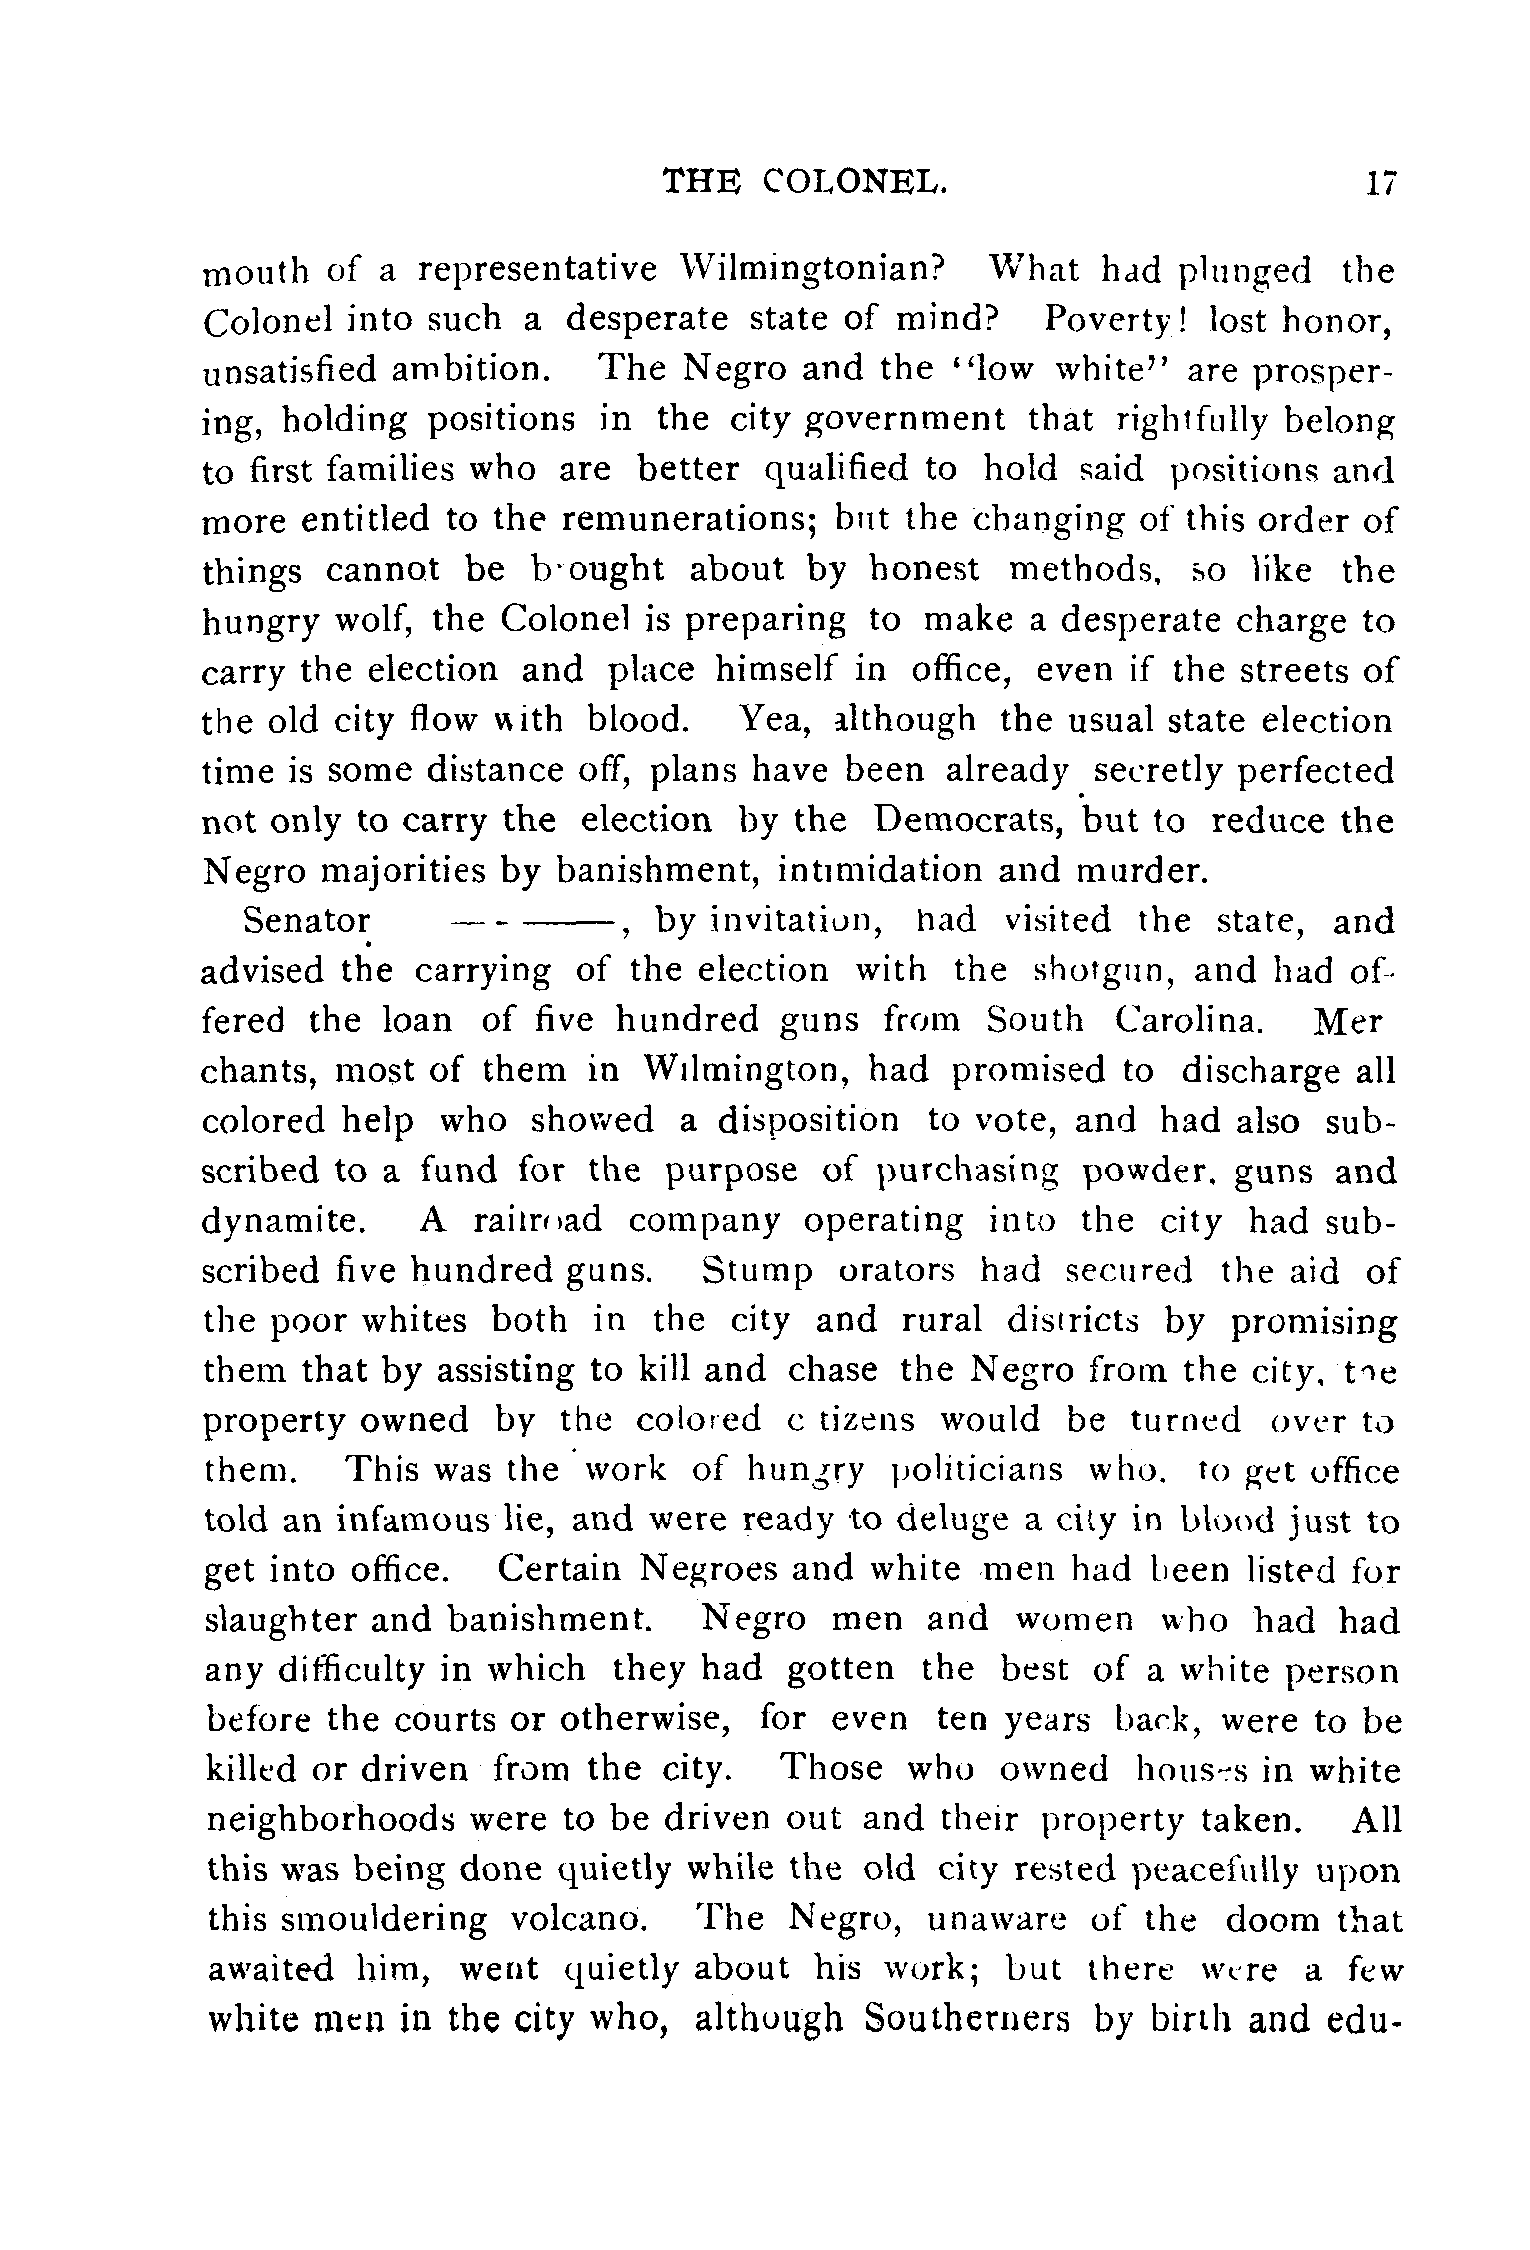 THE COLONEL. 17
mouth of a representative Wilmingtonian? What had plunged the
Colonel into such a desperate state of mind? Poverty! lost honor,
unsatisfied ambition. The Negro and the "low white" are prosper-
ing, holding positions in the city government that rightfully belong
to first families who are better qualified to hold said positions and
more entitled to the remunerations; but the changing of this order of
things cannot be brought about by honest methods, so like the
hungry wolf, the Colonel is preparing to make a desperate charge to
carry the election and place himself in office, even if the streets of
the old city flow with blood. Yea, although the usual state election
time is some distance off, plans have been already secretly perfected
not only to carry the election by the Democrats, but to reduce the
Negro majorities by banishment, intimidation and murder.
Senator — - ——, by invitation, had visited the state, and
advised the carrying of the election with the shotgun, and had of-
fered the loan of five hundred guns from South Carolina. Mer
chants, most of them in Wilmington, had promised to discharge all
colored help who showed a disposition to vote, and had also sub-
scribed to a fund for the purpose of purchasing powder, guns and
dynamite. A railroad company operating into the city had sub-
scribed five hundred guns. Stump orators had secured the aid of
the poor whites both in the city and rural districts by promising
them that by assisting to kill and chase the Negro from the city, the
property owned by the colored c tizens would be turned over to
them. This was the work of hungry politicians who. to get office
told an infamous lie, and were ready to deluge a city in blood just to
get into office. Certain Negroes and white men had been listed for
slaughter and banishment. Negro men and women who had had
any difficulty in which they had gotten the best of a white person
before the courts or otherwise, for even ten years back, were to be
killed or driven from the city. Those who owned houses in white
neighborhoods were to be driven out and their property taken. All
this was being done quietly while the old city rested peacefully upon
this smouldering volcano. The Negro, unaware of the doom that
awaited him, went quietly about his work; but there were a few
white men in the city who, although Southerners by birth and edu-